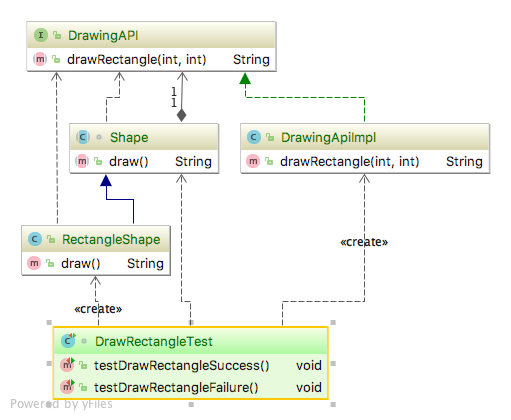 I DrawingAPI
m drawRectangle(int, int) String
1
1
C Shape
m draw() String
C DrawingApiImpl
m drawRectangle(int, int) String
C RectangleShape
m draw() String
«create»
«create»
C DrawRectangleTest
m testDrawRectangleSuccess() void
m testDrawRectangleFailure() void
Powered by yFiles